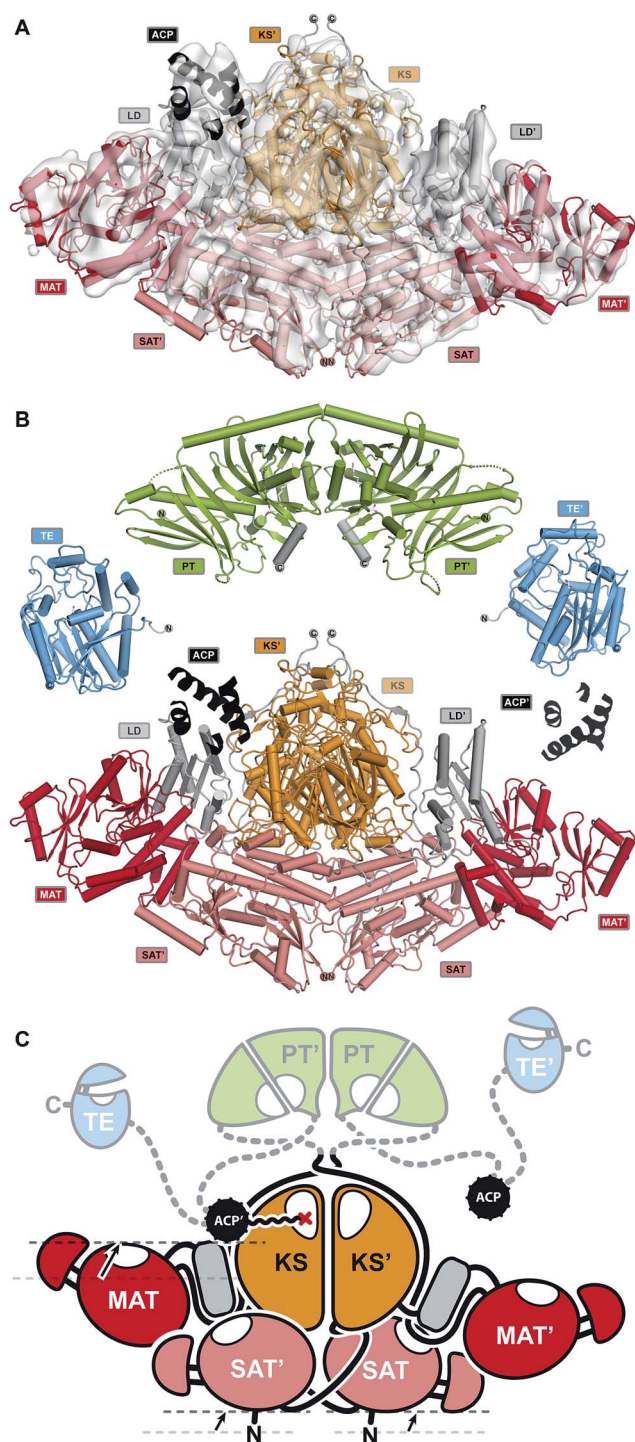 A
ACP
KS'
KS
LD
LD'
MAT
MAT'
SAT'
SAT
N N
C C
C
B
TE
TE'
N
N
PT
PT'
C
C
N
N
C
C C
ACP
KS'
KS
ACP'
LD
LD'
C
MAT
MAT'
SAT'
SAT
N N
C
PT'
PT
TE'
C
C
TE
ACP
ACP'
KS
KS'
MAT
MAT'
SAT'
SAT
N
N